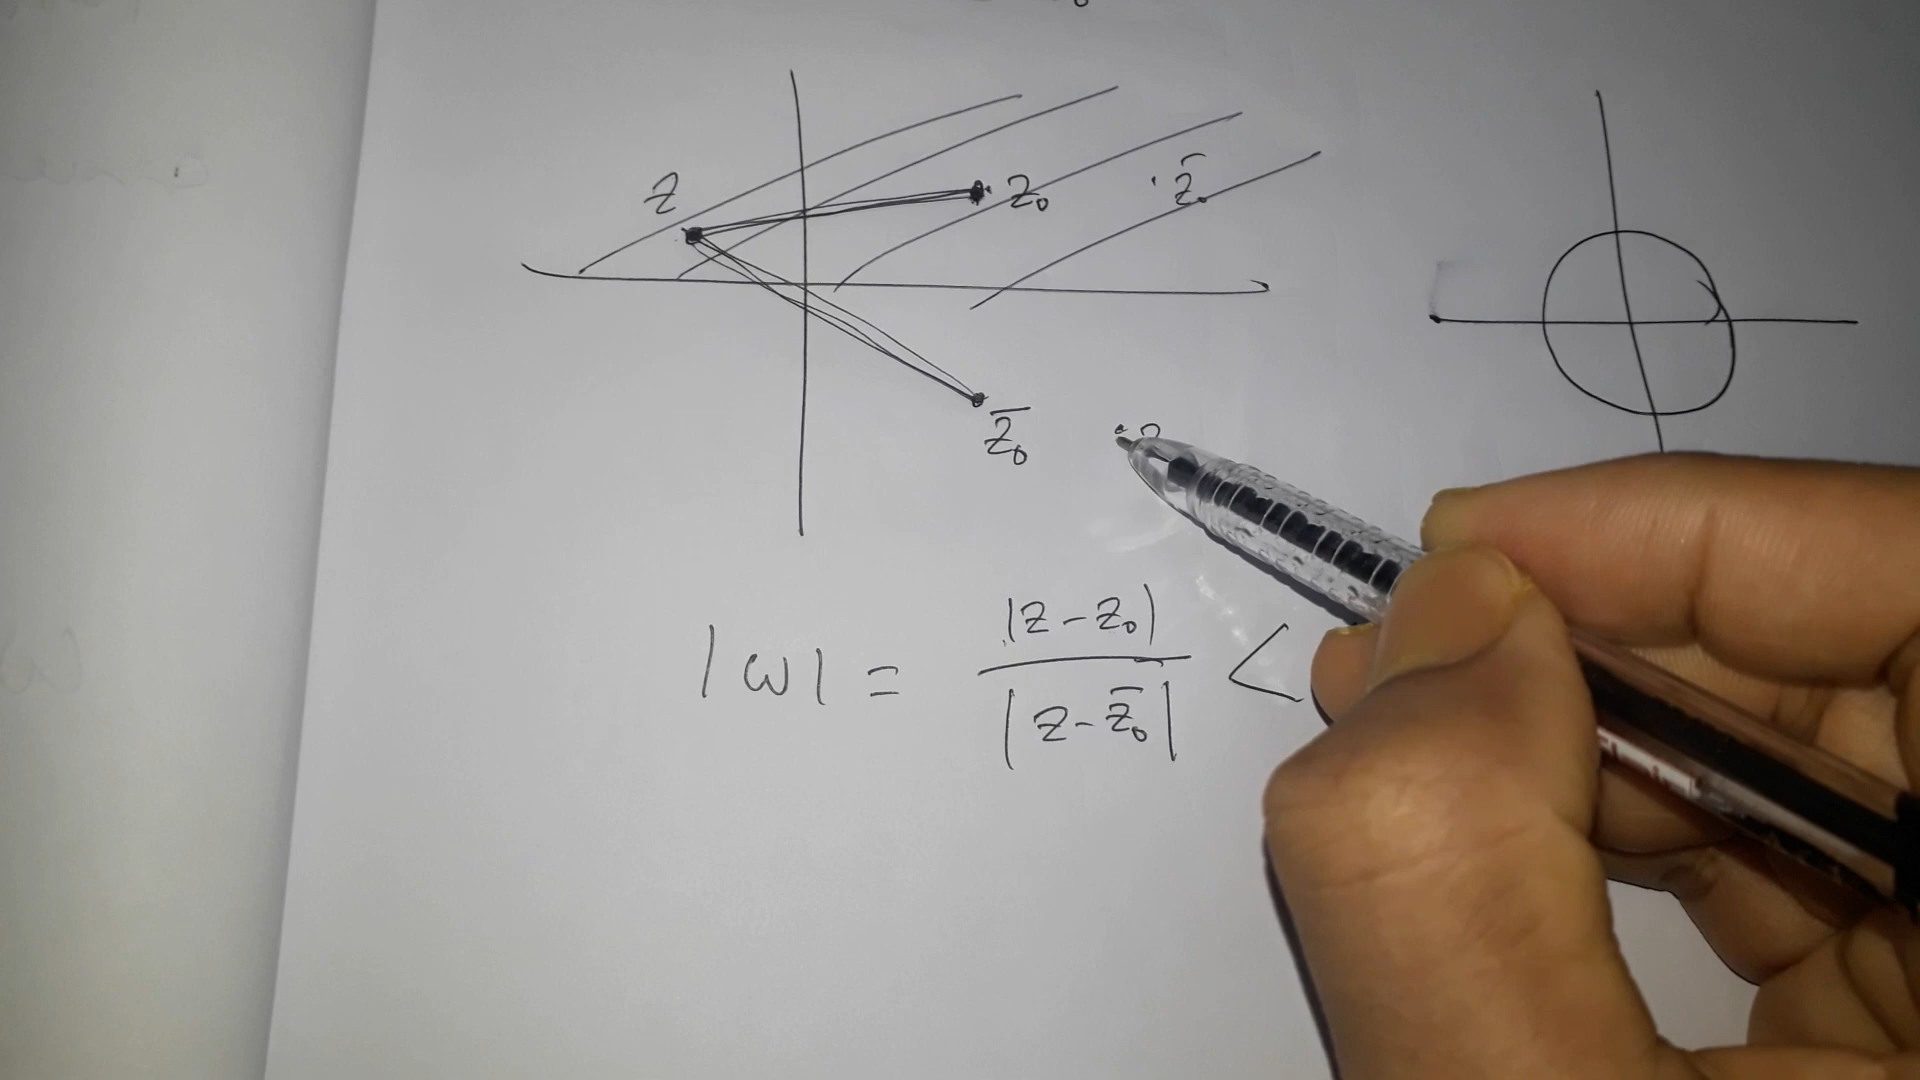 z
z₀
z̄₀
z̄₀
|ω| = |z - z₀| / |z - z̄₀| <